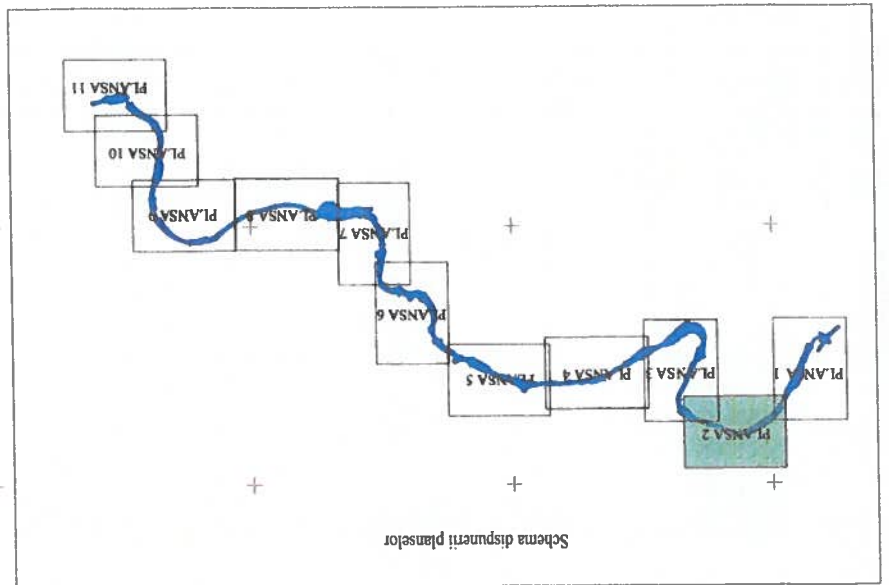 Schema dispunerii planselor
PLANSA 1
PLANSA 2
PLANSA 3
PLANSA 4
PLANSA 5
PLANSA 6
PLANSA 7
PLANSA 8
PLANSA 9
PLANSA 10
PLANSA 11